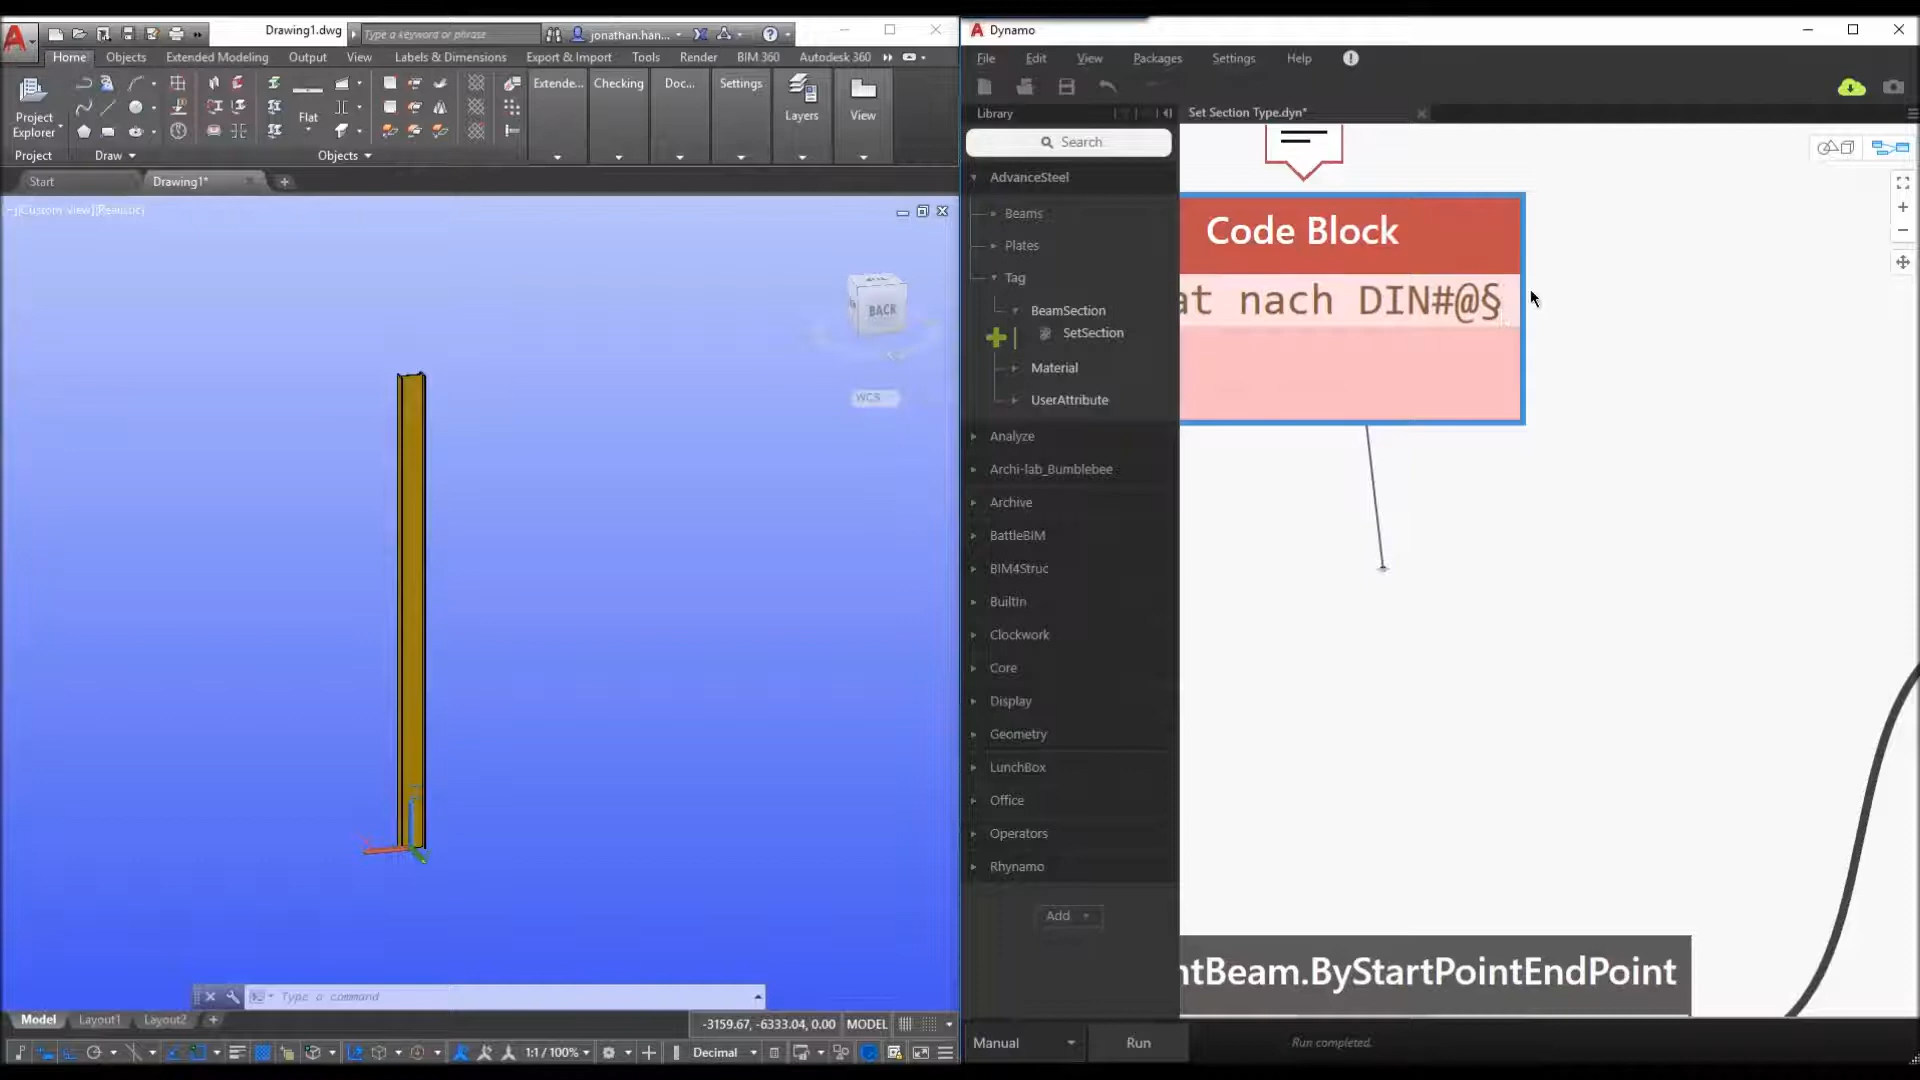 Drawing1.dwg
Type a keyword or phrase
jonathan.han...
Home Objects Extended Modeling Output View Labels & Dimensions Export & Import Tools Render BIM 360 Autodesk 360
Project
Explorer
Flat
Extende... Checking Doc... Settings
Layers
View
Project
Draw
Objects
Start
Drawing1*
[Custom View][Realistic]
BACK
WCS
Type a command
Model
Layout1
Layout2
-3159.67, -6333.04, 0.00
MODEL
1:1 / 100%
Decimal
Dynamo
File Edit View Packages Settings Help
Library
Set Section Type.dyn*
Search
AdvanceSteel
Beams
Plates
Tag
BeamSection
SetSection
Material
UserAttribute
Analyze
Archi-lab_Bumblebee
Archive
BattleBIM
BIM4Struc
BuiltIn
Clockwork
Core
Display
Geometry
LunchBox
Office
Operators
Rhynamo
Add
Code Block
at nach DIN#@§
ntBeam.ByStartPointEndPoint
Manual
Run
Run completed.